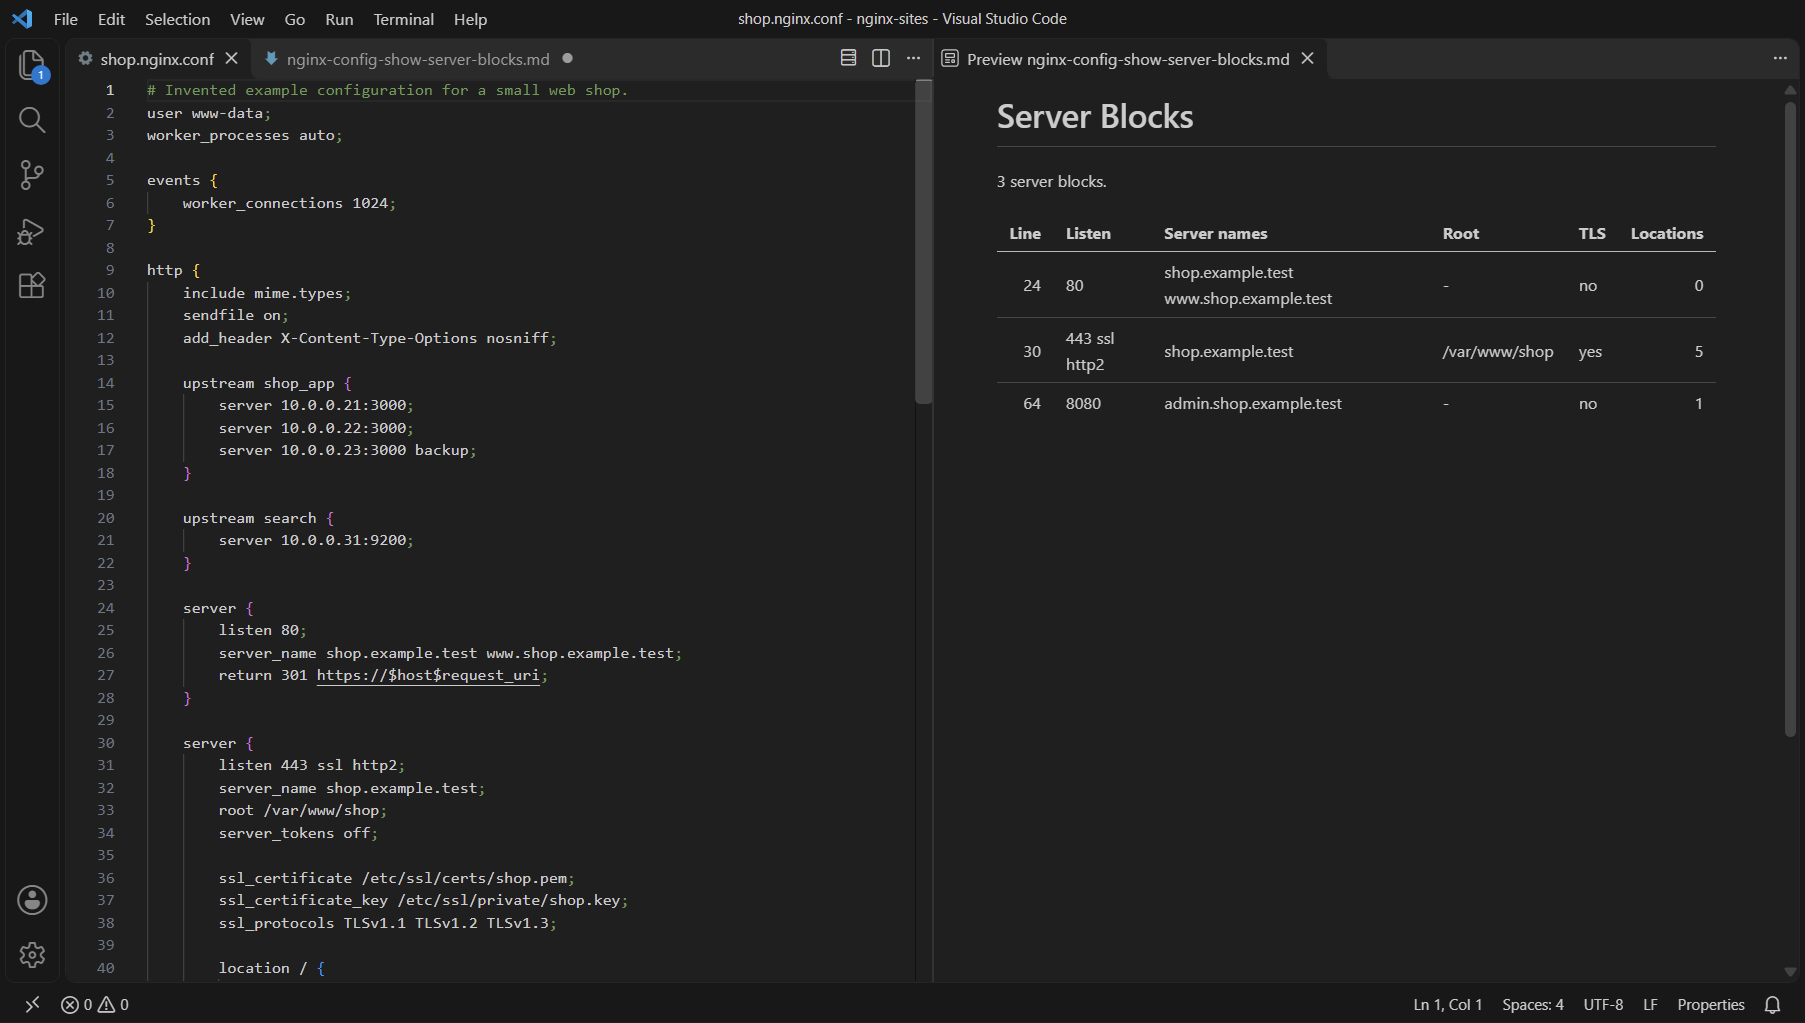 File Edit Selection View Go Run Terminal Help
shop.nginx.conf - nginx-sites - Visual Studio Code
1
shop.nginx.conf
nginx-config-show-server-blocks.md
1 # Invented example configuration for a small web shop.
2 user www-data;
3 worker_processes auto;
4
5 events {
6 worker_connections 1024;
7 }
8
9 http {
10 include mime.types;
11 sendfile on;
12 add_header X-Content-Type-Options nosniff;
13
14 upstream shop_app {
15 server 10.0.0.21:3000;
16 server 10.0.0.22:3000;
17 server 10.0.0.23:3000 backup;
18 }
19
20 upstream search {
21 server 10.0.0.31:9200;
22 }
23
24 server {
25 listen 80;
26 server_name shop.example.test www.shop.example.test;
27 return 301 https://$host$request_uri;
28 }
29
30 server {
31 listen 443 ssl http2;
32 server_name shop.example.test;
33 root /var/www/shop;
34 server_tokens off;
35
36 ssl_certificate /etc/ssl/certs/shop.pem;
37 ssl_certificate_key /etc/ssl/private/shop.key;
38 ssl_protocols TLSv1.1 TLSv1.2 TLSv1.3;
39
40 location / {
Preview nginx-config-show-server-blocks.md
Server Blocks
3 server blocks.
Line Listen Server names Root TLS Locations
24 80 shop.example.test www.shop.example.test - no 0
30 443 ssl http2 shop.example.test /var/www/shop yes 5
64 8080 admin.shop.example.test - no 1
0 0
Ln 1, Col 1 Spaces: 4 UTF-8 LF Properties